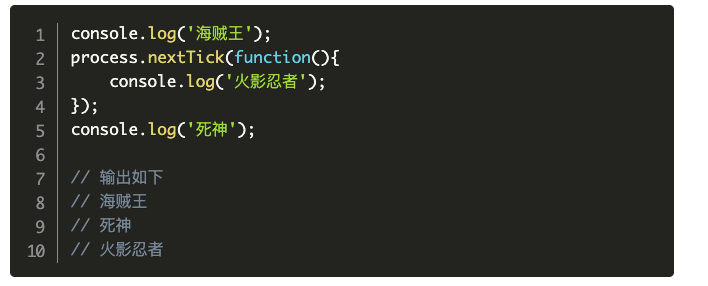 1 console.log('海贼王');
2 process.nextTick(function(){
3     console.log('火影忍者');
4 });
5 console.log('死神');
6
7 // 输出如下
8 // 海贼王
9 // 死神
10 // 火影忍者